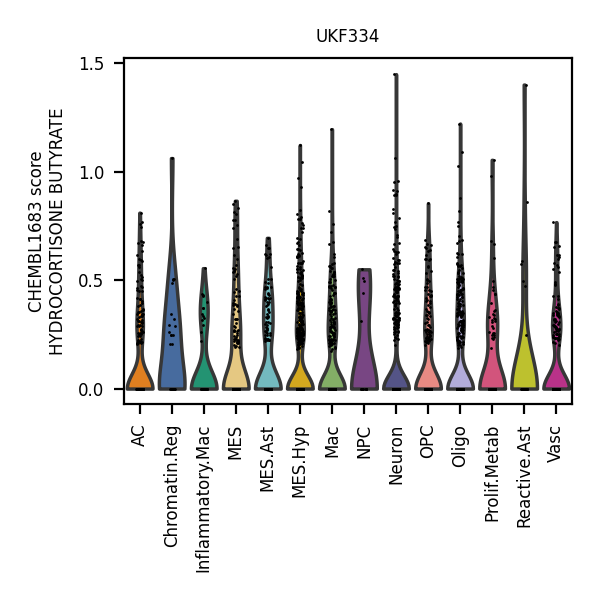 UKF334
CHEMBL1683 score
HYDROCORTISONE BUTYRATE
1.5
1.0
0.5
0.0
AC
Chromatin.Reg
Inflammatory.Mac
MES
MES.Ast
MES.Hyp
Mac
NPC
Neuron
OPC
Oligo
Prolif.Metab
Reactive.Ast
Vasc